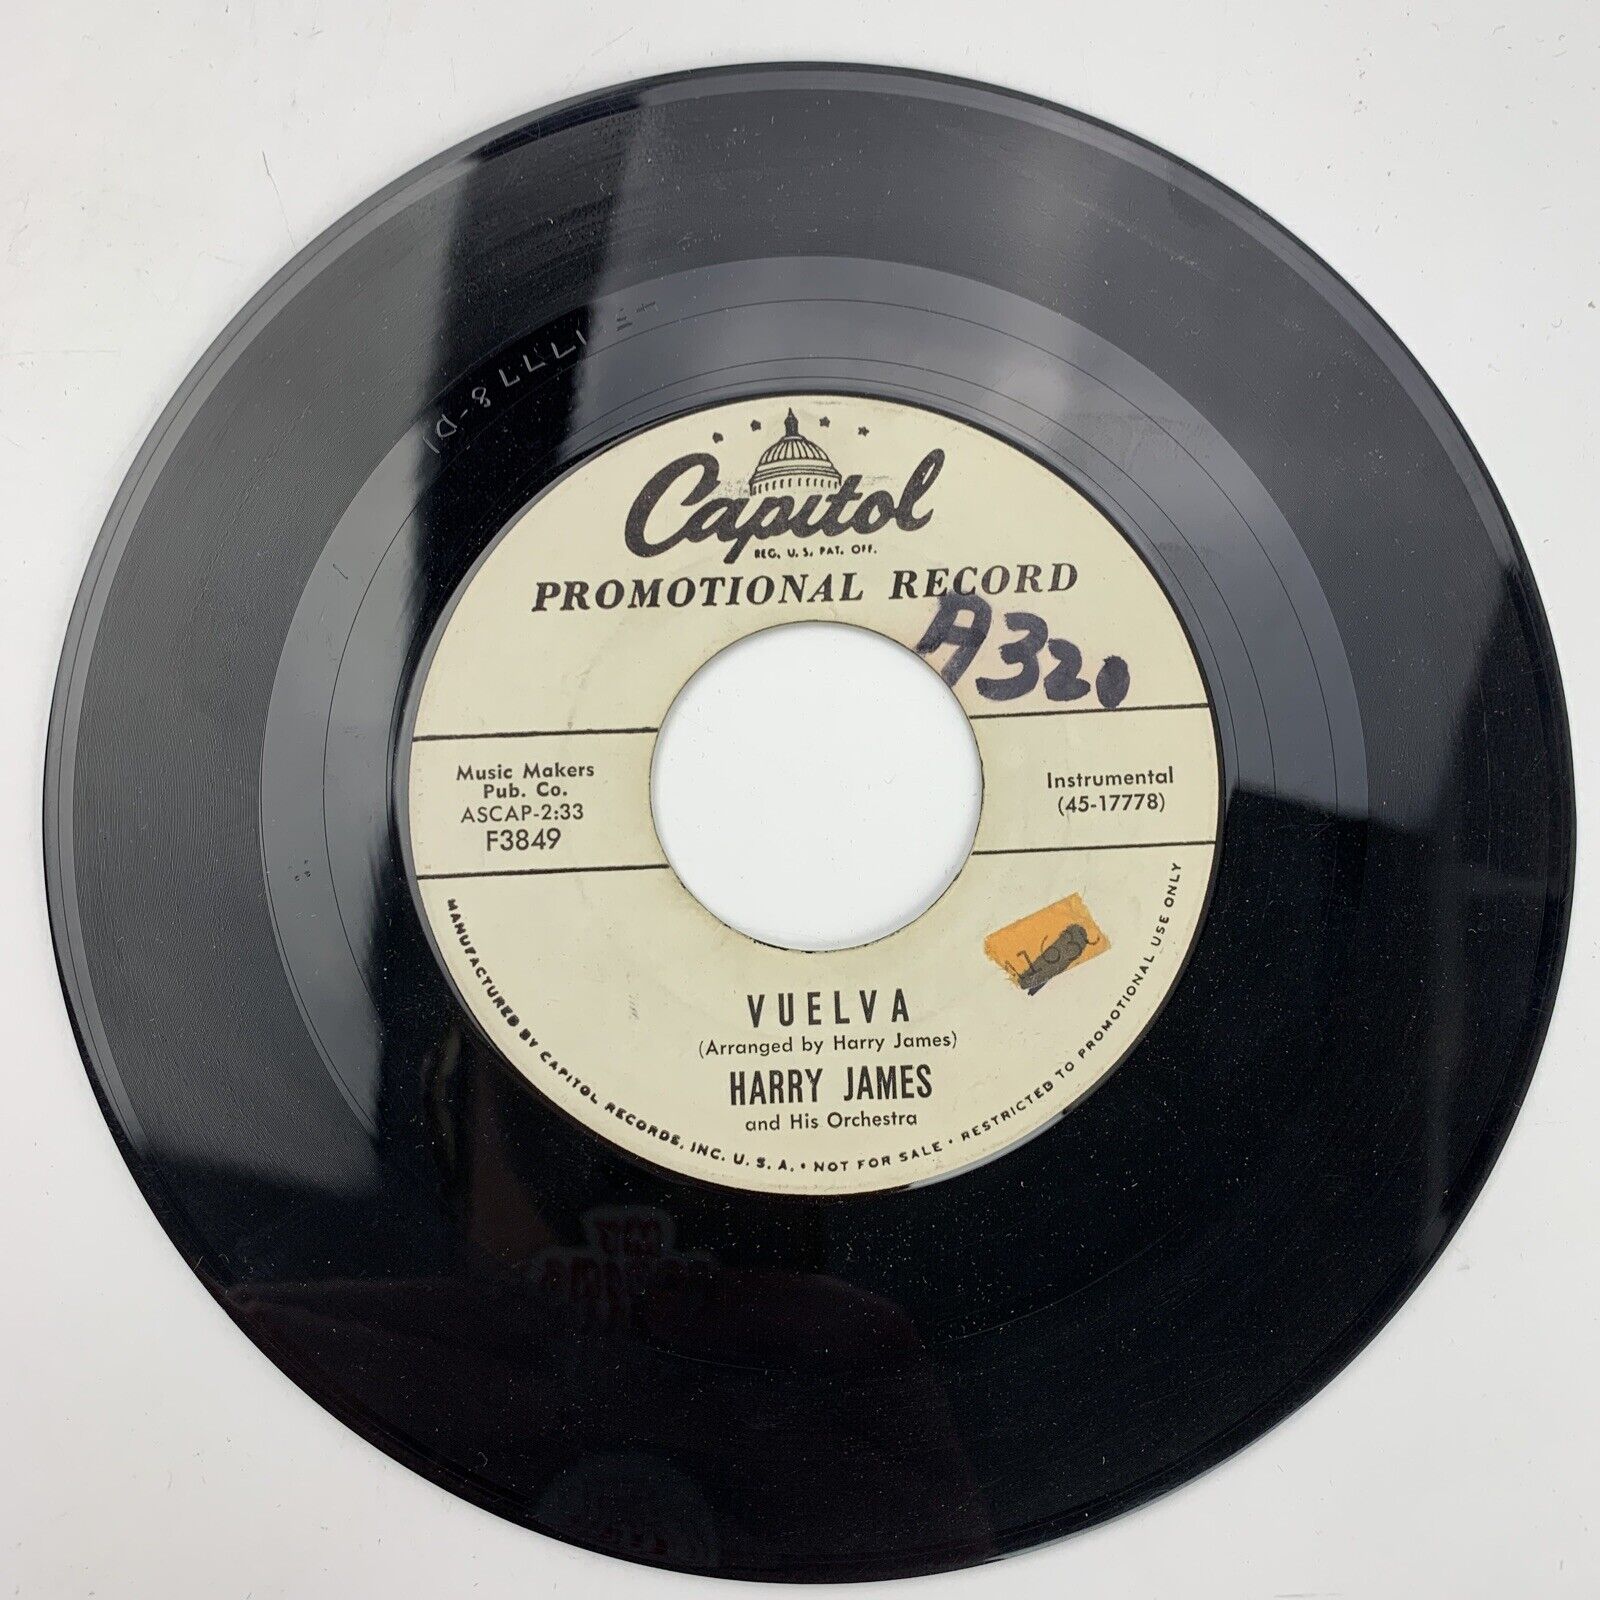 Capitol
REG. U. S. PAT. OFF.
PROMOTIONAL RECORD
A320
Music Makers
Pub. Co.
ASCAP-2:33
F3849
Instrumental
(45-17778)
VUELVA
(Arranged by Harry James)
HARRY JAMES
and His Orchestra
MANUFACTURED BY CAPITOL RECORDS, INC. U. S. A. • NOT FOR SALE • RESTRICTED TO PROMOTIONAL USE ONLY